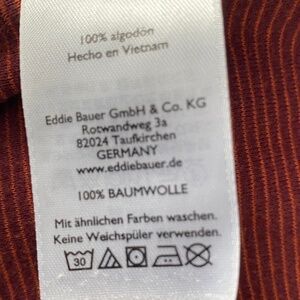 100% algodón
Hecho en Vietnam
Eddie Bauer GmbH & Co. KG
Rotwandweg 3a
82024 Taufkirchen
GERMANY
www.eddiebauer.de
100% BAUMWOLLE
Mit ähnlichen Farben waschen.
Keine Weichspüler verwenden.
30